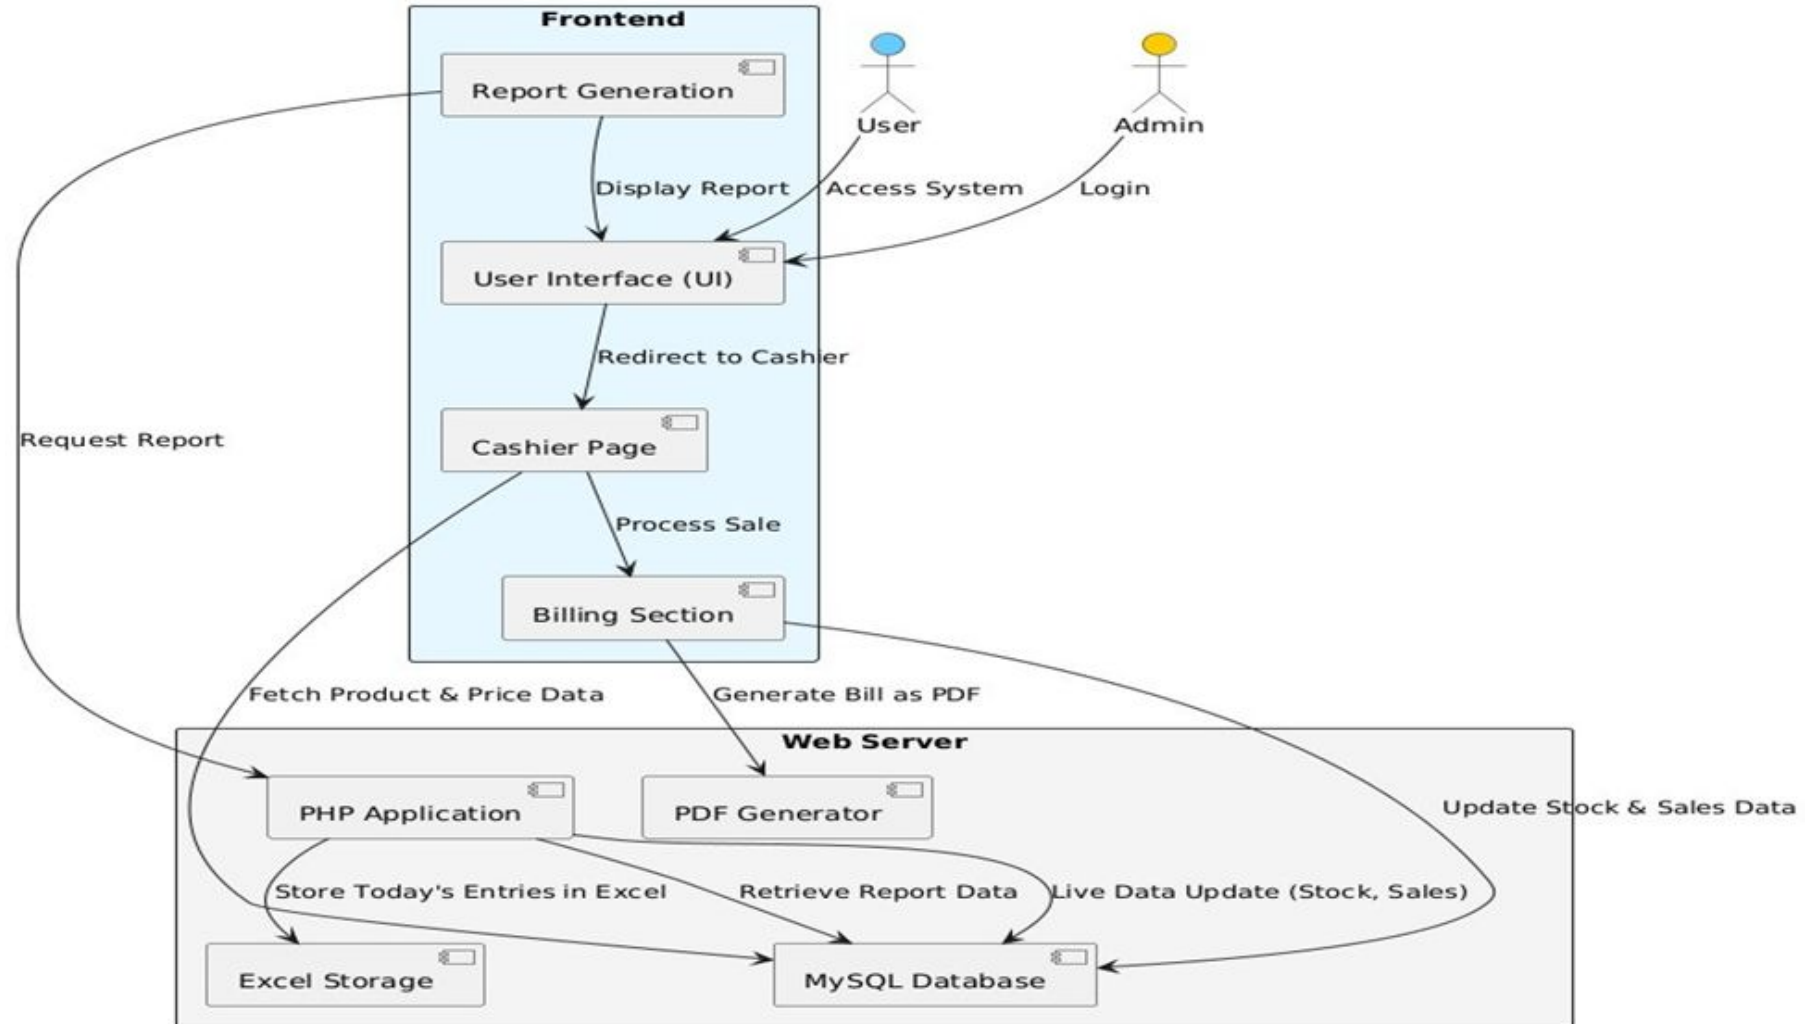 Frontend
Report Generation
User
Admin
Display Report
Access System
Login
User Interface (UI)
Redirect to Cashier
Request Report
Cashier Page
Process Sale
Billing Section
Fetch Product & Price Data
Generate Bill as PDF
Web Server
Update Stock & Sales Data
PHP Application
PDF Generator
Store Today's Entries in Excel
Retrieve Report Data
Live Data Update (Stock, Sales)
Excel Storage
MySQL Database